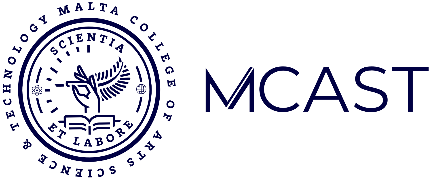 MALTA COLLEGE OF ARTS SCIENCE & TECHNOLOGY
SCIENTIA
ET LABORE
MCAST